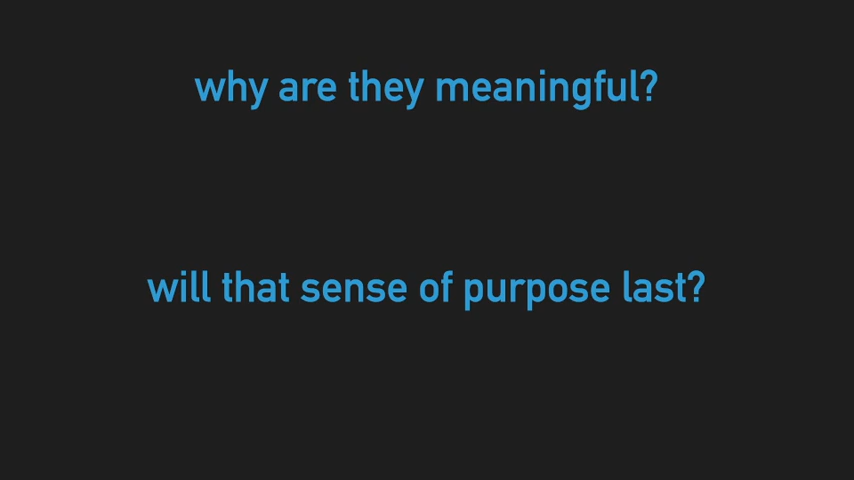 why are they meaningful?
will that sense of purpose last?